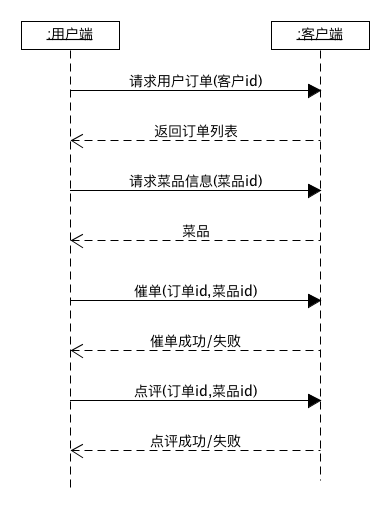 :用户端
:客户端
请求用户订单(客户id)
返回订单列表
请求菜品信息(菜品id)
菜品
催单(订单id,菜品id)
催单成功/失败
点评(订单id,菜品id)
点评成功/失败